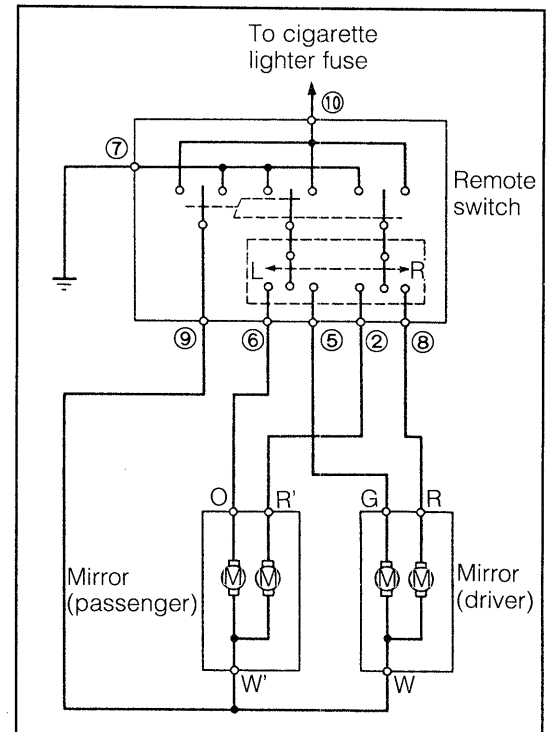 To cigarette
lighter fuse
⑩
⑦
Remote
switch
L R
⑨ ⑥ ⑤ ② ⑧
O R' G R
M M M M
Mirror
(passenger)
Mirror
(driver)
W' W